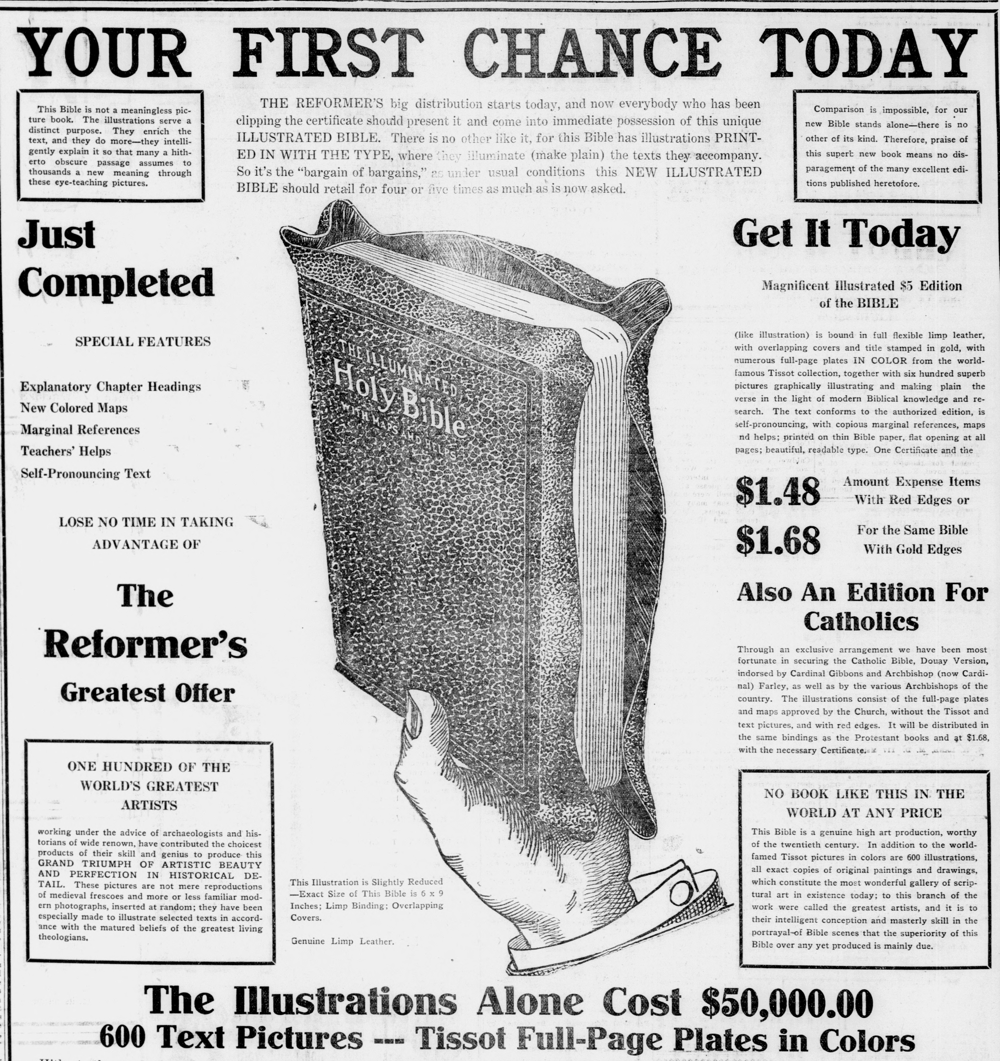 YOUR FIRST CHANCE TODAY
This Bible is not a meaningless pic-
ture book. The illustrations serve a
distinct purpose. They enrich the
text, and they do more—they intelli-
gently explain it so that many a hith-
erto obscure passage assumes to
thousands a new meaning through
these eye-teaching pictures.
THE REFORMER'S big distribution starts today, and now everybody who has been
clipping the certificate should present it and come into immediate possession of this unique
ILLUSTRATED BIBLE. There is no other like it, for this Bible has illustrations PRINT-
ED IN WITH THE TYPE, where they illuminate (make plain) the texts they accompany.
So it's the "bargain of bargains," as under usual conditions this NEW ILLUSTRATED
BIBLE should retail for four or five times as much as is now asked.
Comparison is impossible, for our
new Bible stands alone—there is no
other of its kind. Therefore, praise of
this superb new book means no dis-
paragement of the many excellent edi-
tions published heretofore.
Just
Completed
SPECIAL FEATURES
Explanatory Chapter Headings
New Colored Maps
Marginal References
Teachers' Helps
Self-Pronouncing Text
LOSE NO TIME IN TAKING
ADVANTAGE OF
The
Reformer's
Greatest Offer
ONE HUNDRED OF THE
WORLD'S GREATEST
ARTISTS
working under the advice of archaeologists and his-
torians of wide renown, have contributed the choicest
products of their skill and genius to produce this
GRAND TRIUMPH OF ARTISTIC BEAUTY
AND PERFECTION IN HISTORICAL DE-
TAIL. These pictures are not mere reproductions
of medieval frescoes and more or less familiar mod-
ern photographs, inserted at random; they have been
especially made to illustrate selected texts in accord-
ance with the matured beliefs of the greatest living
theologians.
THE ILLUMINATED
Holy Bible
This Illustration is Slightly Reduced
—Exact Size of This Bible is 6 x 9
Inches; Limp Binding; Overlapping
Covers.
Genuine Limp Leather.
Get It Today
Magnificent Illustrated $5 Edition
of the BIBLE
(like illustration) is bound in full flexible limp leather,
with overlapping covers and title stamped in gold, with
numerous full-page plates IN COLOR from the world-
famous Tissot collection, together with six hundred superb
pictures graphically illustrating and making plain the
verse in the light of modern Biblical knowledge and re-
search. The text conforms to the authorized edition, is
self-pronouncing, with copious marginal references, maps
nd helps; printed on thin Bible paper, flat opening at all
pages; beautiful, readable type. One Certificate and the
$1.48 Amount Expense Items
With Red Edges or
$1.68 For the Same Bible
With Gold Edges
Also An Edition For
Catholics
Through an exclusive arrangement we have been most
fortunate in securing the Catholic Bible, Douay Version,
indorsed by Cardinal Gibbons and Archbishop (now Cardi-
nal) Farley, as well as by the various Archbishops of the
country. The illustrations consist of the full-page plates
and maps approved by the Church, without the Tissot and
text pictures, and with red edges. It will be distributed in
the same bindings as the Protestant books and at $1.68,
with the necessary Certificate.
NO BOOK LIKE THIS IN THE
WORLD AT ANY PRICE
This Bible is a genuine high art production, worthy
of the twentieth century. In addition to the world-
famed Tissot pictures in colors are 600 illustrations,
all exact copies of original paintings and drawings,
which constitute the most wonderful gallery of scrip-
tural art in existence today; to this branch of the
work were called the greatest artists, and it is to
their intelligent conception and masterly skill in the
portrayal of Bible scenes that the superiority of this
Bible over any yet produced is mainly due.
The Illustrations Alone Cost $50,000.00
600 Text Pictures --- Tissot Full-Page Plates in Colors